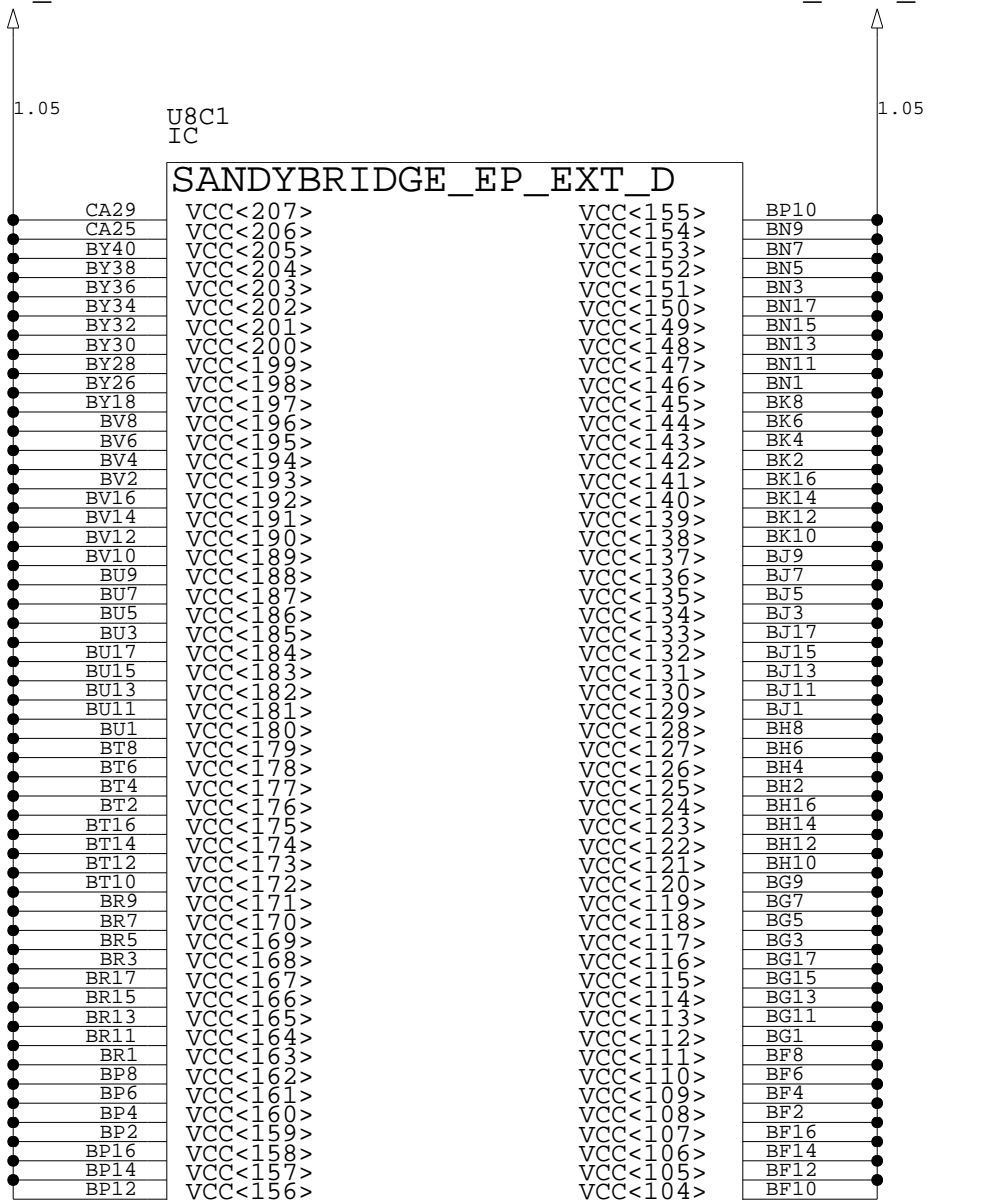 1.05 1.05
U8C1
IC
SANDYBRIDGE_EP_EXT_D
CA29 VCC<207> VCC<155> BP10
CA25 VCC<206> VCC<154> BN9
BY40 VCC<205> VCC<153> BN7
BY38 VCC<204> VCC<152> BN5
BY36 VCC<203> VCC<151> BN3
BY34 VCC<202> VCC<150> BN17
BY32 VCC<201> VCC<149> BN15
BY30 VCC<200> VCC<148> BN13
BY28 VCC<199> VCC<147> BN11
BY26 VCC<198> VCC<146> BN1
BY18 VCC<197> VCC<145> BK8
BV8 VCC<196> VCC<144> BK6
BV6 VCC<195> VCC<143> BK4
BV4 VCC<194> VCC<142> BK2
BV2 VCC<193> VCC<141> BK16
BV16 VCC<192> VCC<140> BK14
BV14 VCC<191> VCC<139> BK12
BV12 VCC<190> VCC<138> BK10
BV10 VCC<189> VCC<137> BJ9
BU9 VCC<188> VCC<136> BJ7
BU7 VCC<187> VCC<135> BJ5
BU5 VCC<186> VCC<134> BJ3
BU3 VCC<185> VCC<133> BJ17
BU17 VCC<184> VCC<132> BJ15
BU15 VCC<183> VCC<131> BJ13
BU13 VCC<182> VCC<130> BJ11
BU11 VCC<181> VCC<129> BJ1
BU1 VCC<180> VCC<128> BH8
BT8 VCC<179> VCC<127> BH6
BT6 VCC<178> VCC<126> BH4
BT4 VCC<177> VCC<125> BH2
BT2 VCC<176> VCC<124> BH16
BT16 VCC<175> VCC<123> BH14
BT14 VCC<174> VCC<122> BH12
BT12 VCC<173> VCC<121> BH10
BT10 VCC<172> VCC<120> BG9
BR9 VCC<171> VCC<119> BG7
BR7 VCC<170> VCC<118> BG5
BR5 VCC<169> VCC<117> BG3
BR3 VCC<168> VCC<116> BG17
BR17 VCC<167> VCC<115> BG15
BR15 VCC<166> VCC<114> BG13
BR13 VCC<165> VCC<113> BG11
BR11 VCC<164> VCC<112> BG1
BR1 VCC<163> VCC<111> BF8
BP8 VCC<162> VCC<110> BF6
BP6 VCC<161> VCC<109> BF4
BP4 VCC<160> VCC<108> BF2
BP2 VCC<159> VCC<107> BF16
BP16 VCC<158> VCC<106> BF14
BP14 VCC<157> VCC<105> BF12
BP12 VCC<156> VCC<104> BF10